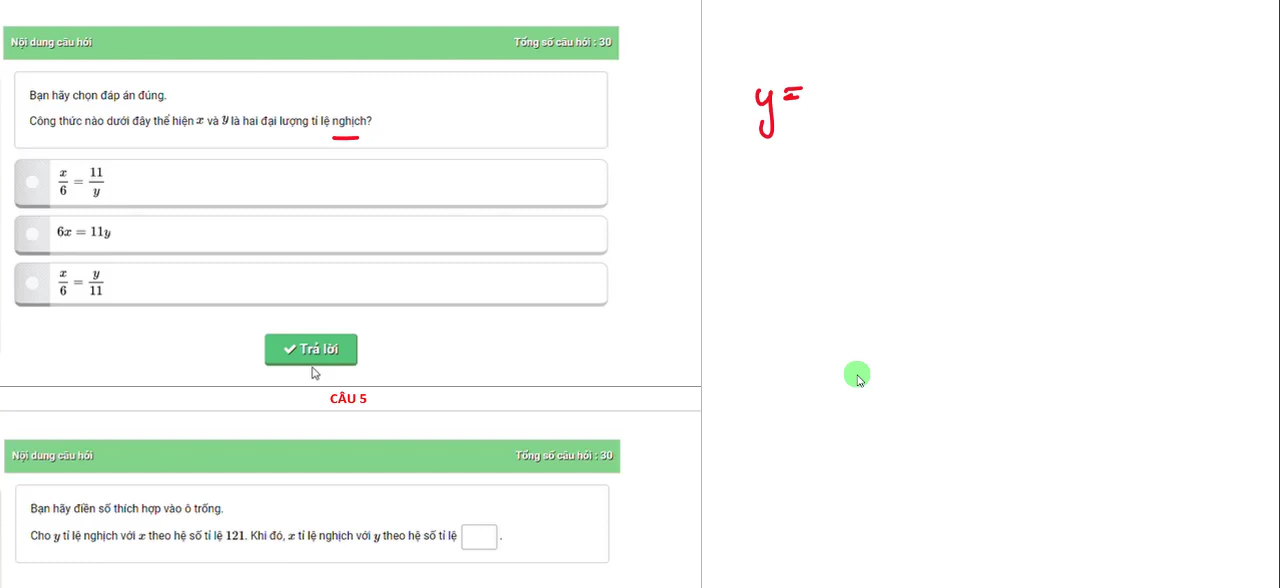 Nội dung câu hỏi Tổng số câu hỏi : 30
Bạn hãy chọn đáp án đúng.
Công thức nào dưới đây thể hiện x và y là hai đại lượng tỉ lệ nghịch?
x/6 = 11/y
6x = 11y
x/6 = y/11
Trả lời
CÂU 5
Nội dung câu hỏi Tổng số câu hỏi : 30
Bạn hãy điền số thích hợp vào ô trống.
Cho y tỉ lệ nghịch với x theo hệ số tỉ lệ 121. Khi đó, x tỉ lệ nghịch với y theo hệ số tỉ lệ .
y =